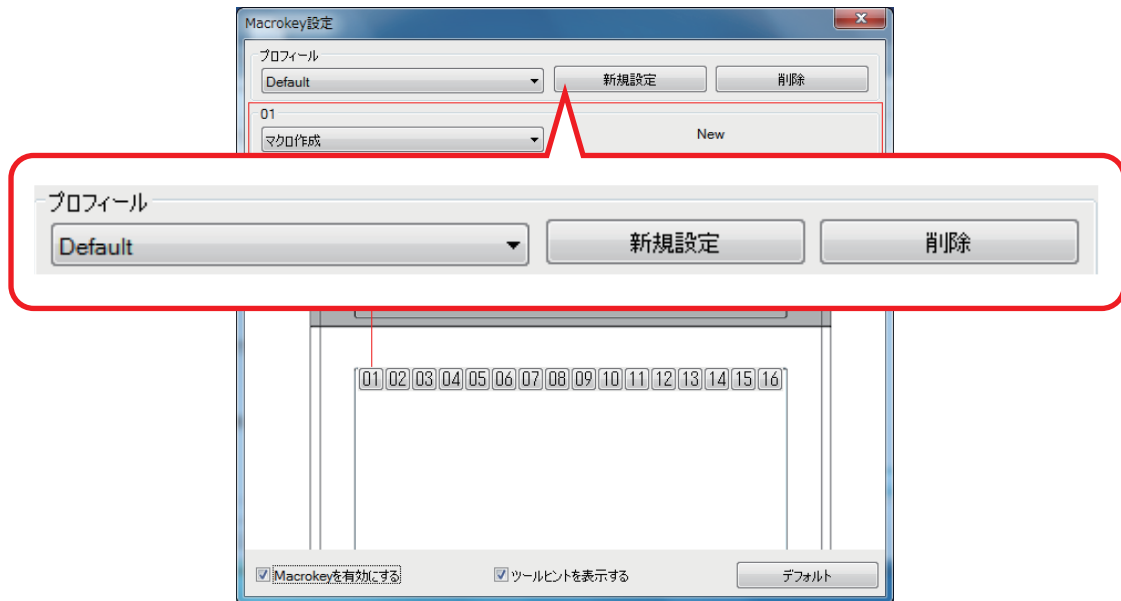 Macrokey設定
プロフィール
Default 新規設定 削除
01
マクロ作成 New
プロフィール
Default 新規設定 削除
01 02 03 04 05 06 07 08 09 10 11 12 13 14 15 16
Macrokeyを有効にする ツールヒントを表示する デフォルト